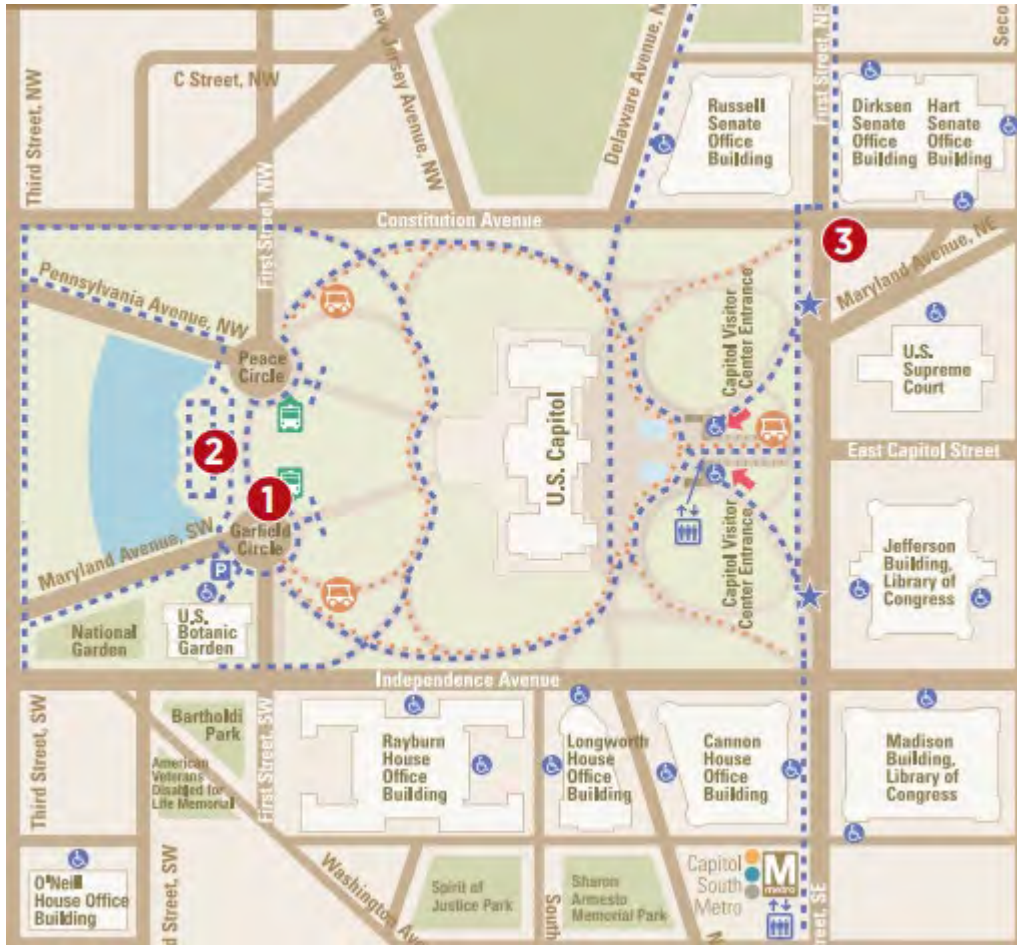 C Street, NW
Third Street, NW
First Street, NW
Jersey Avenue, NW
Delaware Avenue,
First Street, NE
Russell
Senate
Office
Building
Dirksen
Senate
Office
Building
Hart
Senate
Office
Building
Constitution Avenue
3
Maryland Avenue, NE
Pennsylvania Avenue, NW
Peace
Circle
2
1
Garfield
Circle
Maryland Avenue, SW
P
U.S.
Botanic
Garden
National
Garden
U.S. Capitol
Capitol Visitor
Center Entrance
Capitol Visitor
Center Entrance
U.S.
Supreme
Court
East Capitol Street
Jefferson
Building,
Library of
Congress
Independence Avenue
Third Street, SW
Bartholdi
Park
American
Veterans
Disabled for
Life Memorial
First Street, SW
Rayburn
House
Office
Building
Longworth
House
Office
Building
Cannon
House
Office
Building
Madison
Building,
Library of
Congress
O'Neill
House Office
Building
Street, SW
Washington
Spirit of
Justice Park
South
Sharon
Armesto
Memorial Park
Capitol
South
Metro
M
metro
SE